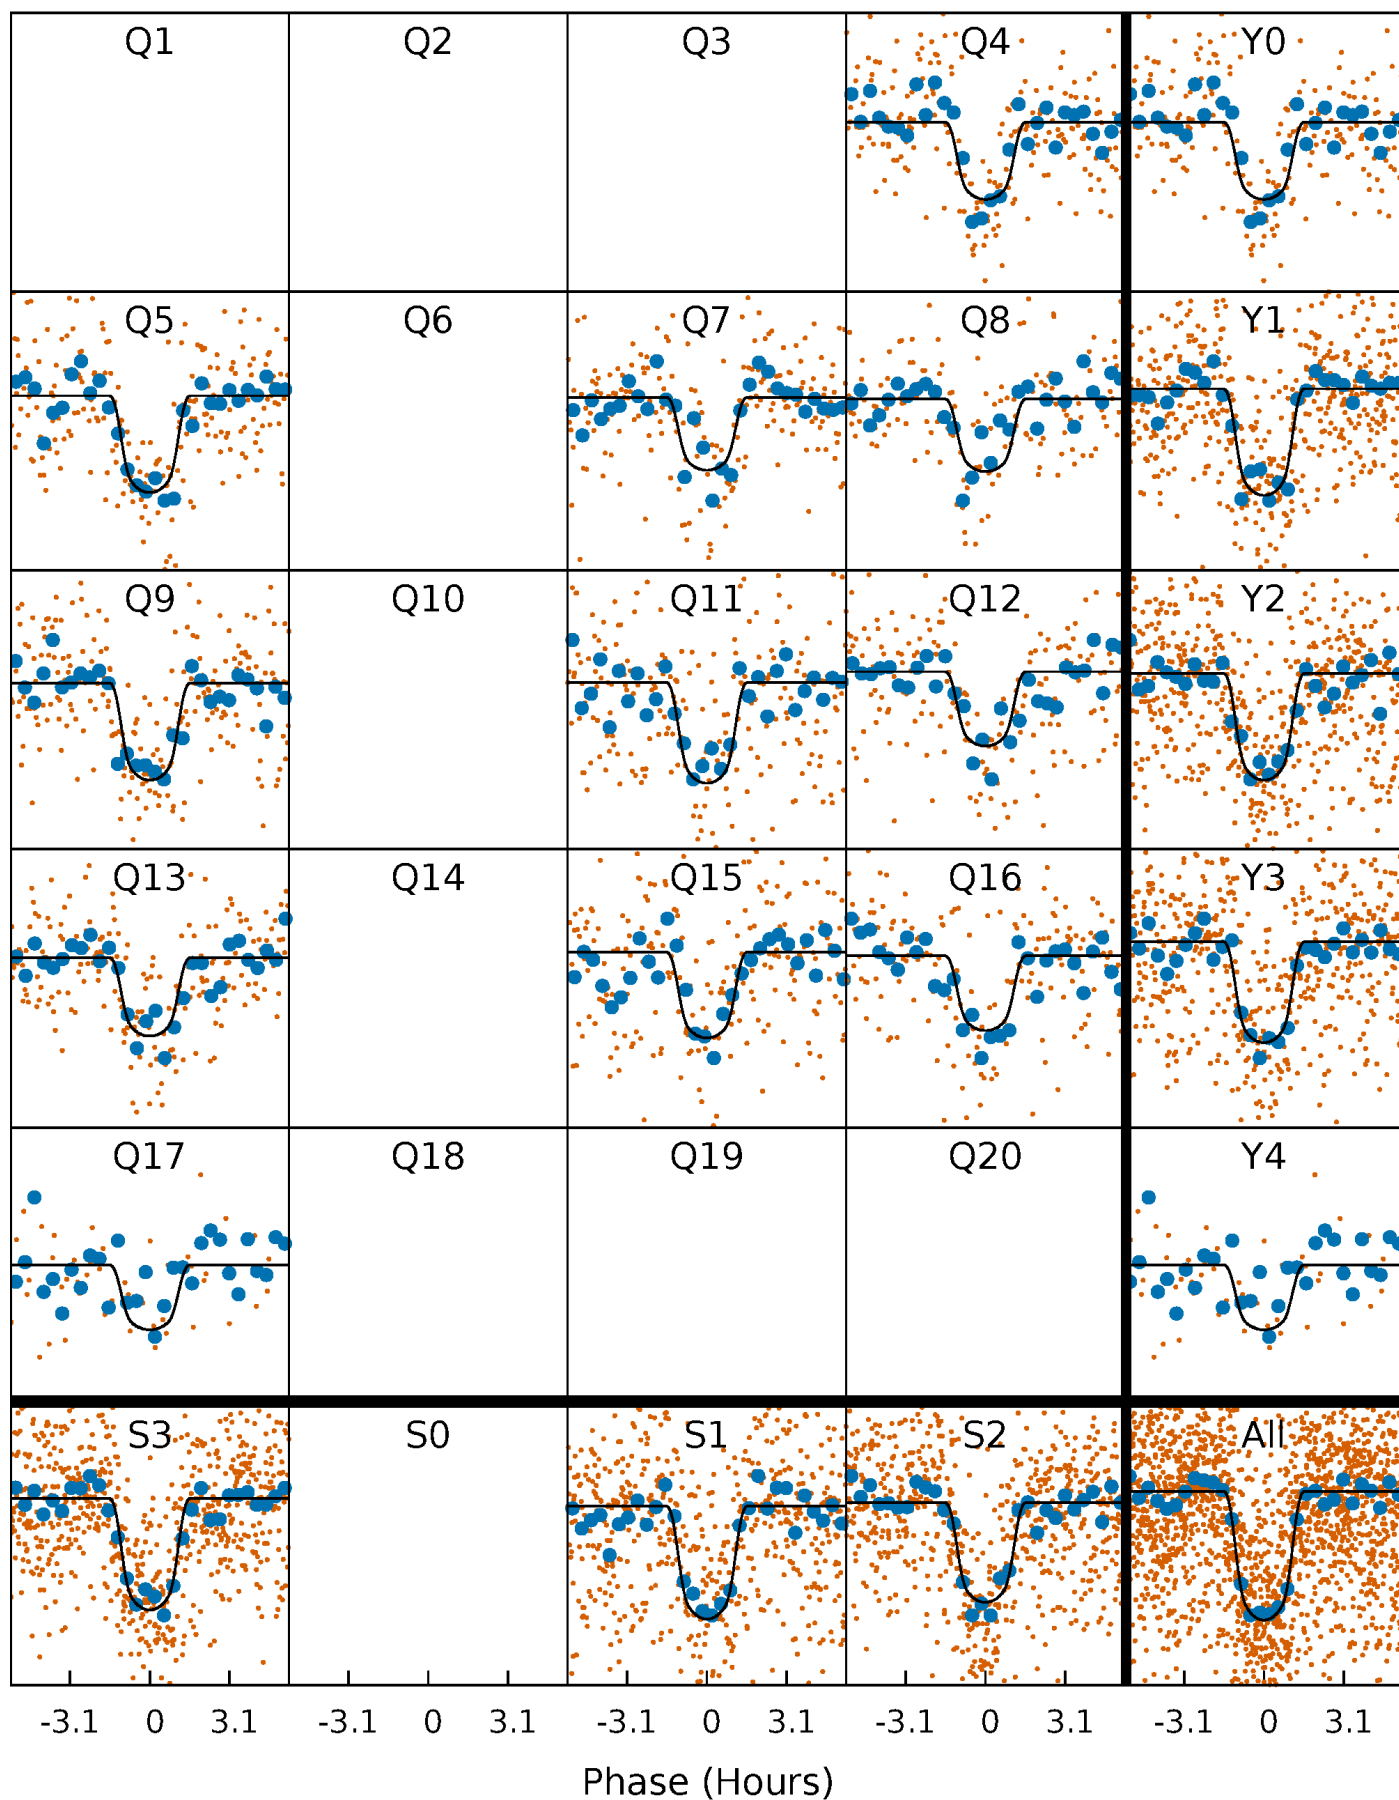 Q1 Q2 Q3 Q4 Y0
Q5 Q6 Q7 Q8 Y1
Q9 Q10 Q11 Q12 Y2
Q13 Q14 Q15 Q16 Y3
Q17 Q18 Q19 Q20 Y4
S3 S0 S1 S2 All
-3.1 0 3.1 -3.1 0 3.1 -3.1 0 3.1 -3.1 0 3.1 -3.1 0 3.1
Phase (Hours)